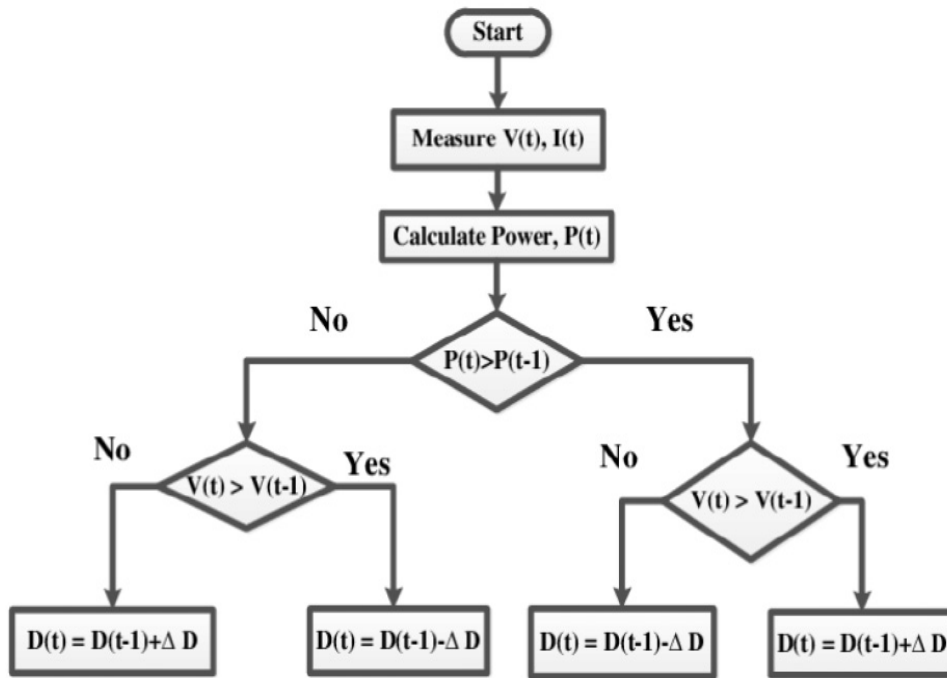 Start
Measure V(t), I(t)
Calculate Power, P(t)
No
Yes
P(t)>P(t-1)
No
Yes
No
Yes
V(t) > V(t-1)
V(t) > V(t-1)
D(t) = D(t-1)+Δ D
D(t) = D(t-1)-Δ D
D(t) = D(t-1)-Δ D
D(t) = D(t-1)+Δ D